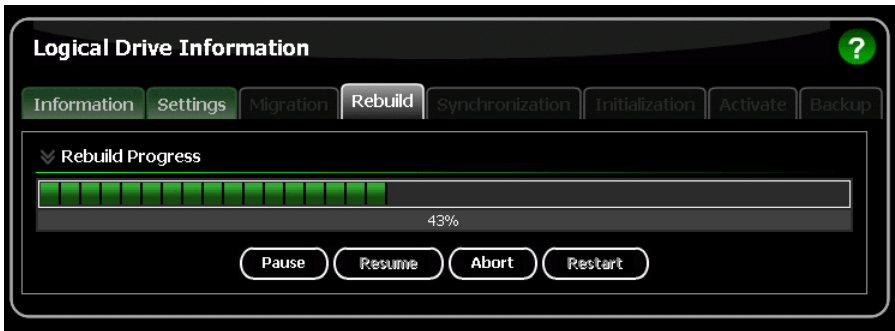 Logical Drive Information
?
Information Settings Migration Rebuild Synchronization Initialization Activate Backup
Rebuild Progress
43%
Pause Resume Abort Restart